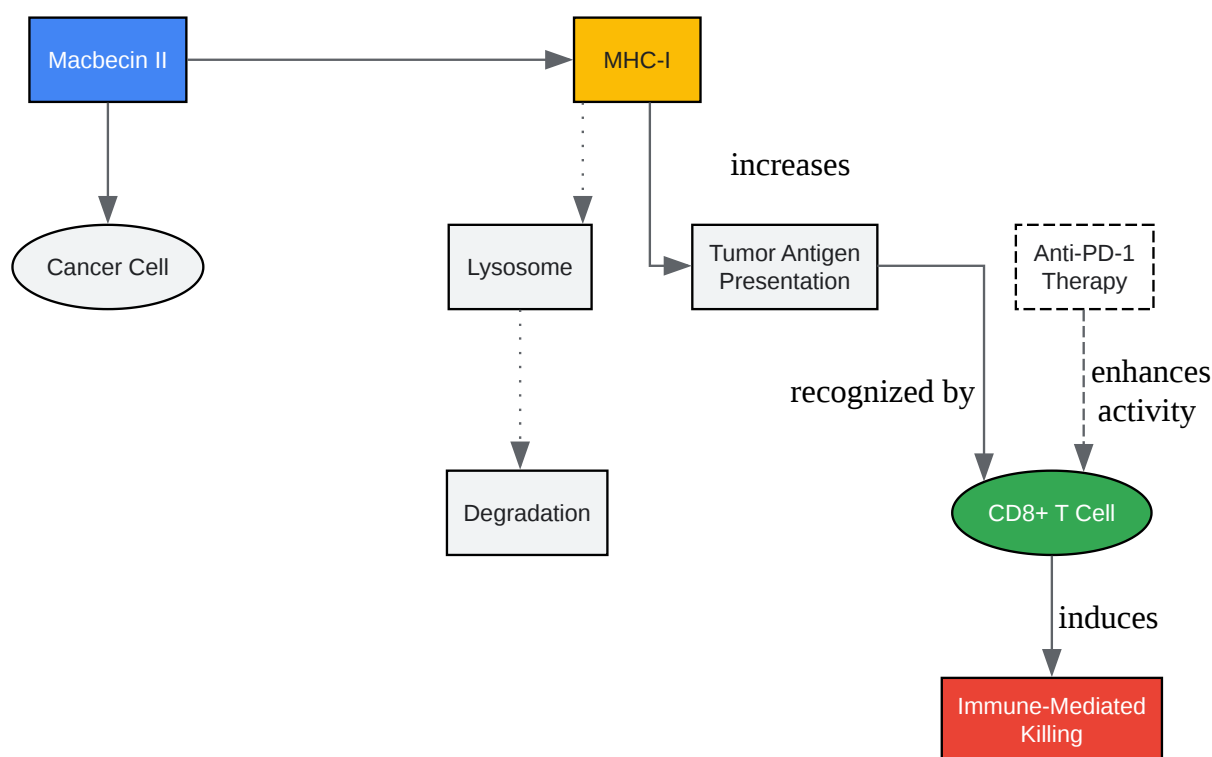 Macbecin II
MHC-I
increases
Cancer Cell
Lysosome
Tumor Antigen
Presentation
Anti-PD-1
Therapy
recognized by
enhances
activity
Degradation
CD8+ T Cell
induces
Immune-Mediated
Killing